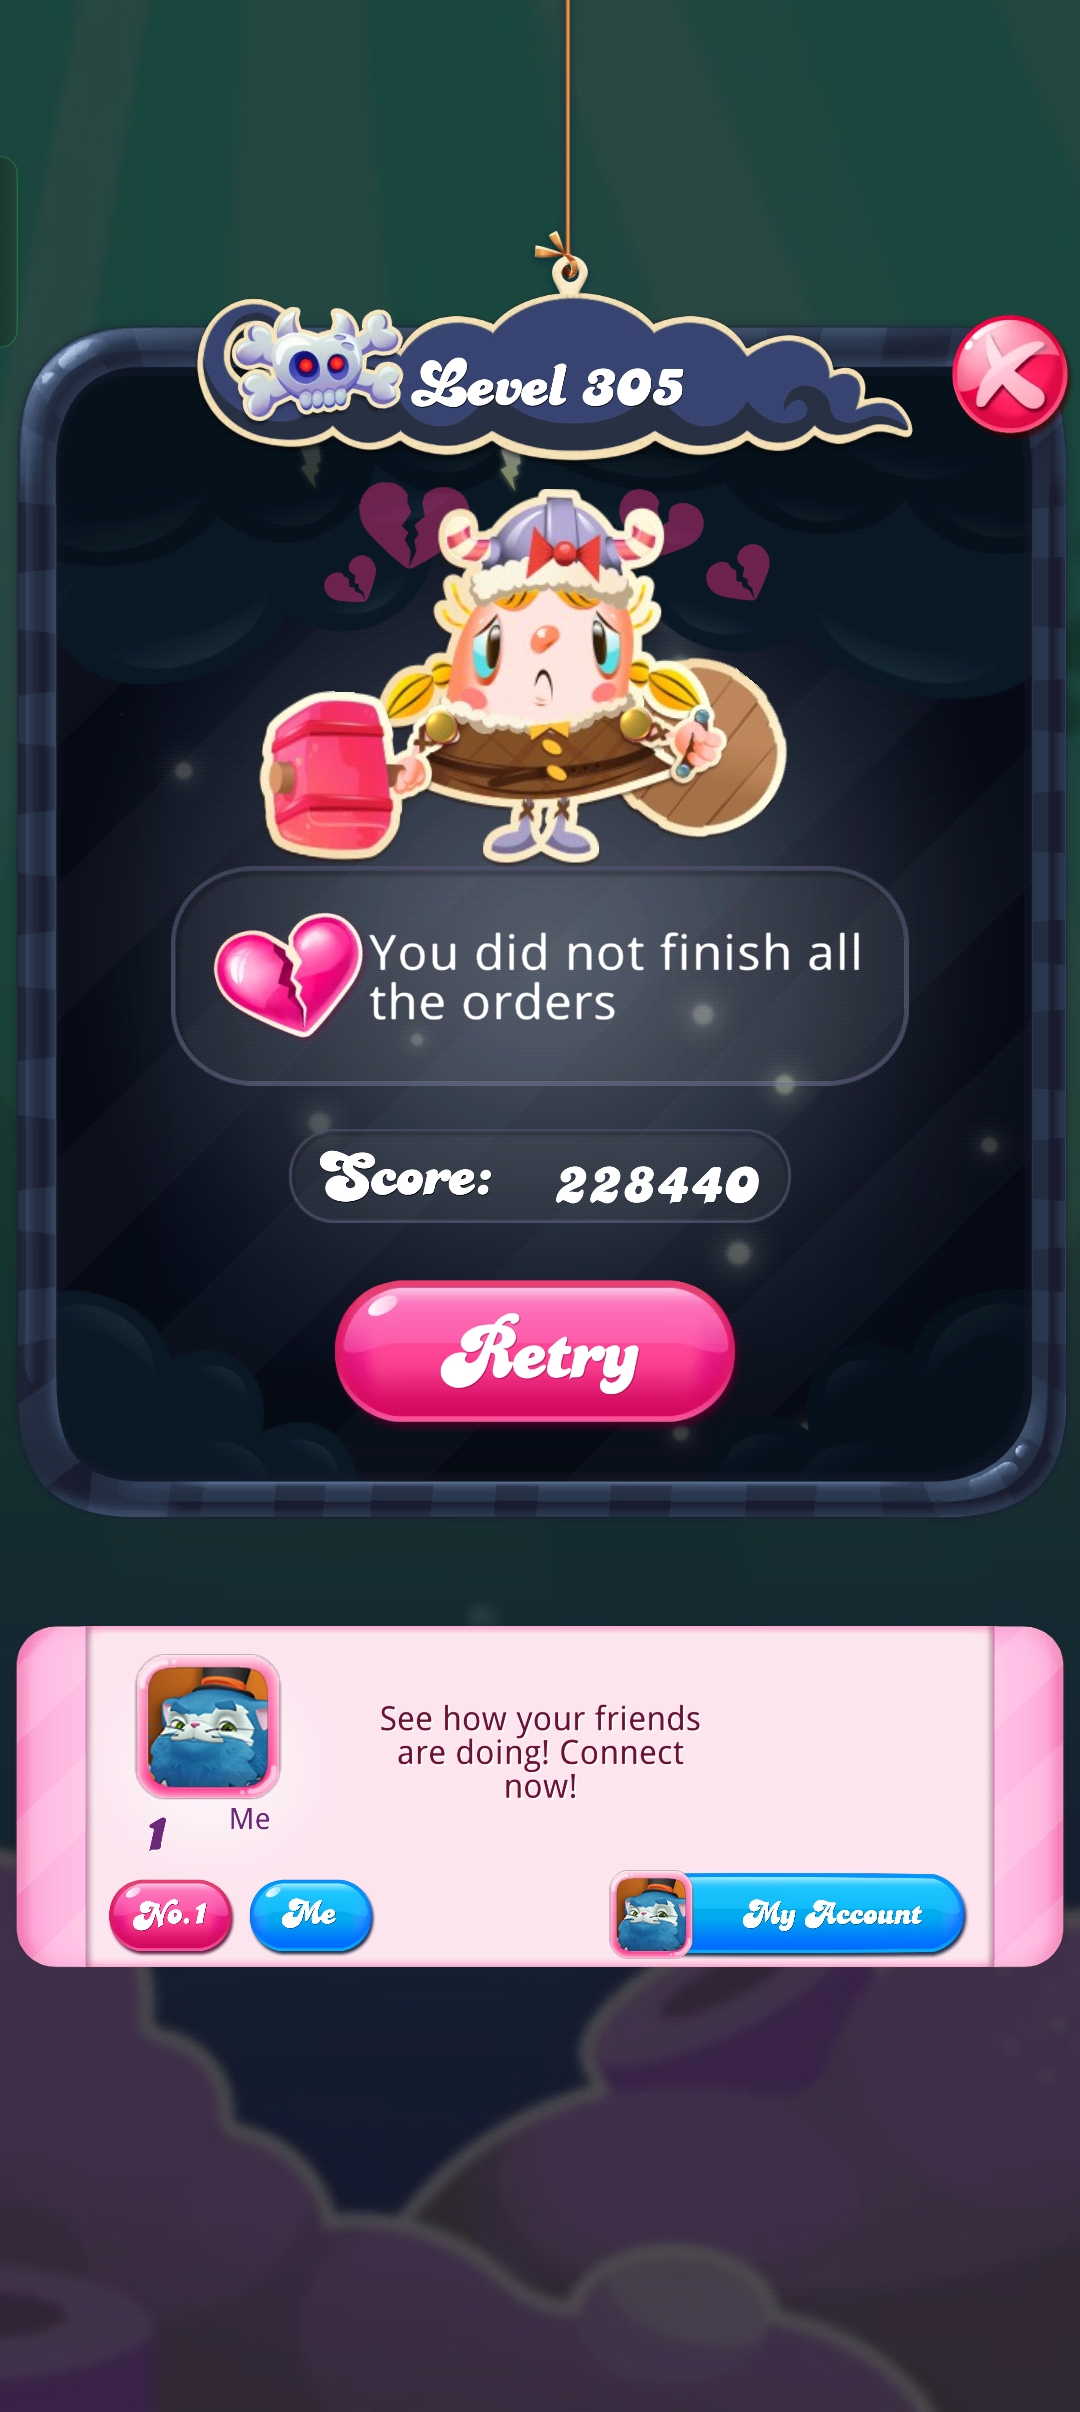 Level 305
You did not finish all
the orders
Score: 228440
Retry
See how your friends
are doing! Connect
now!
1 Me
No.1 Me My Account